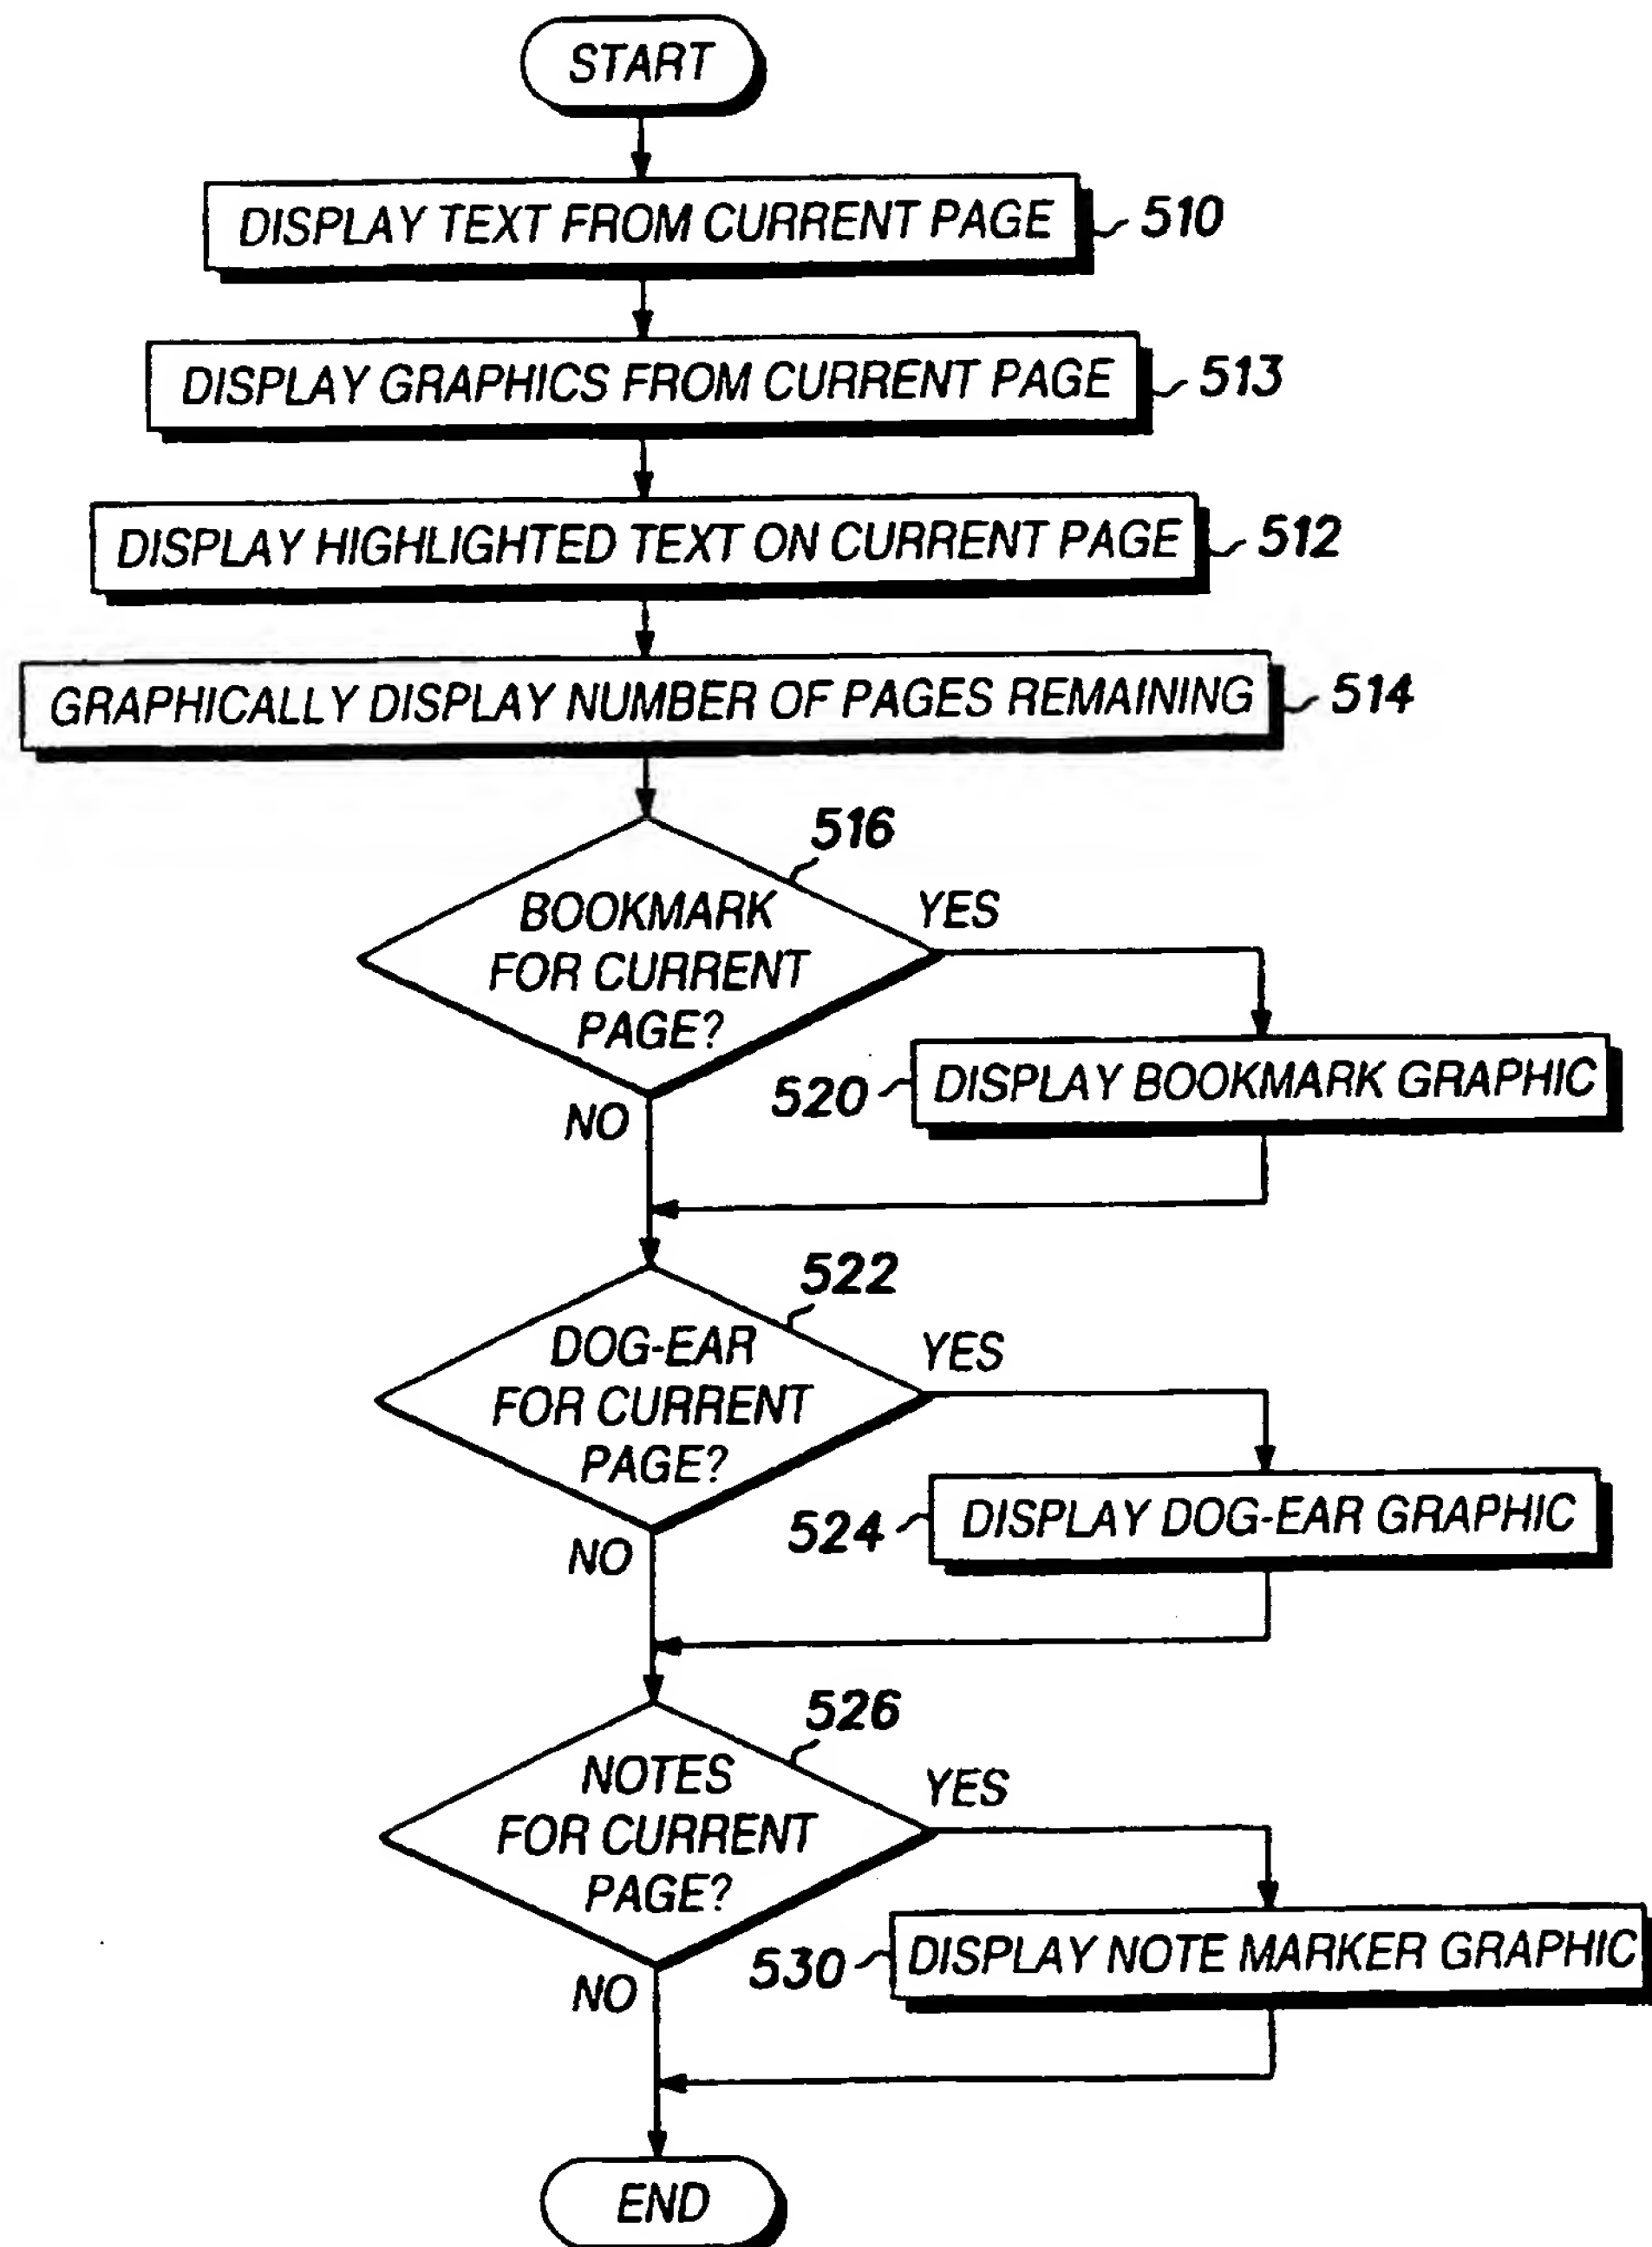 START
DISPLAY TEXT FROM CURRENT PAGE
510
DISPLAY GRAPHICS FROM CURRENT PAGE
513
DISPLAY HIGHLIGHTED TEXT ON CURRENT PAGE
512
GRAPHICALLY DISPLAY NUMBER OF PAGES REMAINING
514
516
BOOKMARK
FOR CURRENT
PAGE?
YES
NO
520
DISPLAY BOOKMARK GRAPHIC
522
DOG-EAR
FOR CURRENT
PAGE?
YES
NO
524
DISPLAY DOG-EAR GRAPHIC
526
NOTES
FOR CURRENT
PAGE?
YES
NO
530
DISPLAY NOTE MARKER GRAPHIC
END